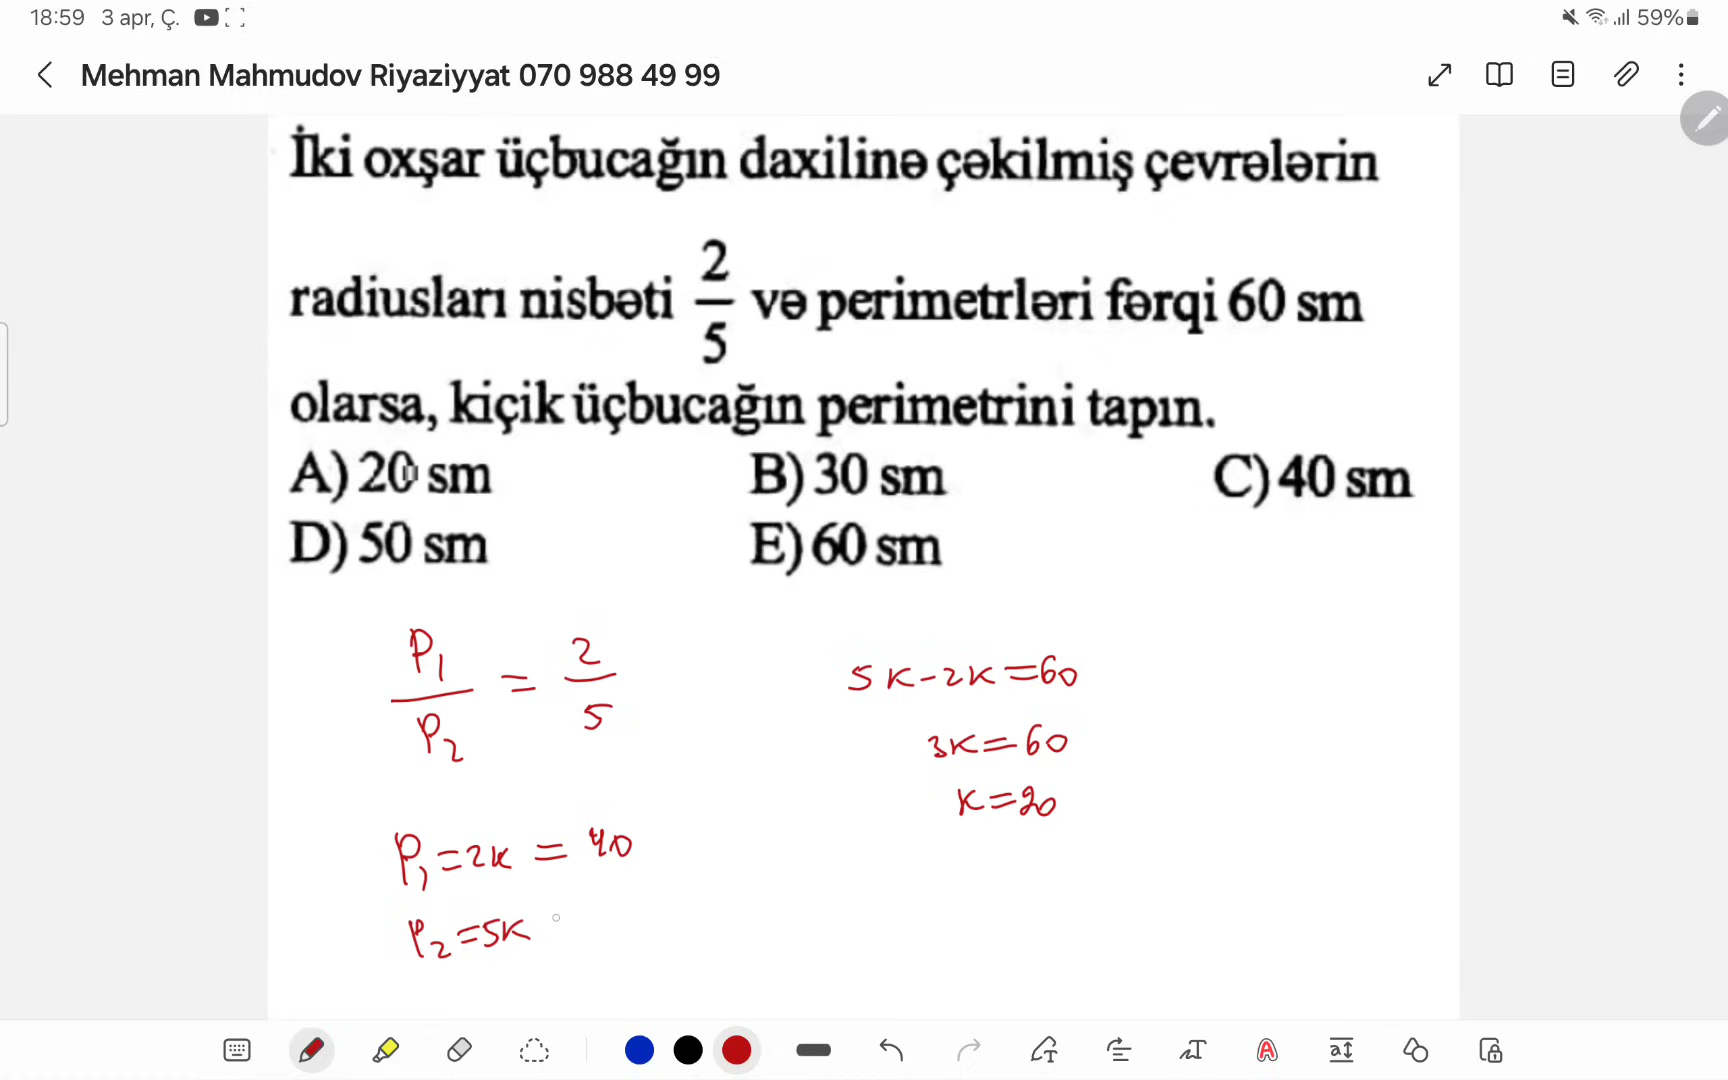 18:59 3 apr, Ç. 59%
Mehman Mahmudov Riyaziyyat 070 988 49 99
İki oxşar üçbucağın daxilinə çəkilmiş çevrələrin
radiusları nisbəti 2/5 və perimetrləri fərqi 60 sm
olarsa, kiçik üçbucağın perimetrini tapın.
A) 20 sm B) 30 sm C) 40 sm
D) 50 sm E) 60 sm
P1/P2 = 2/5
5K-2K=60
3K=60
K=20
P1=2K = 40
P2=5K